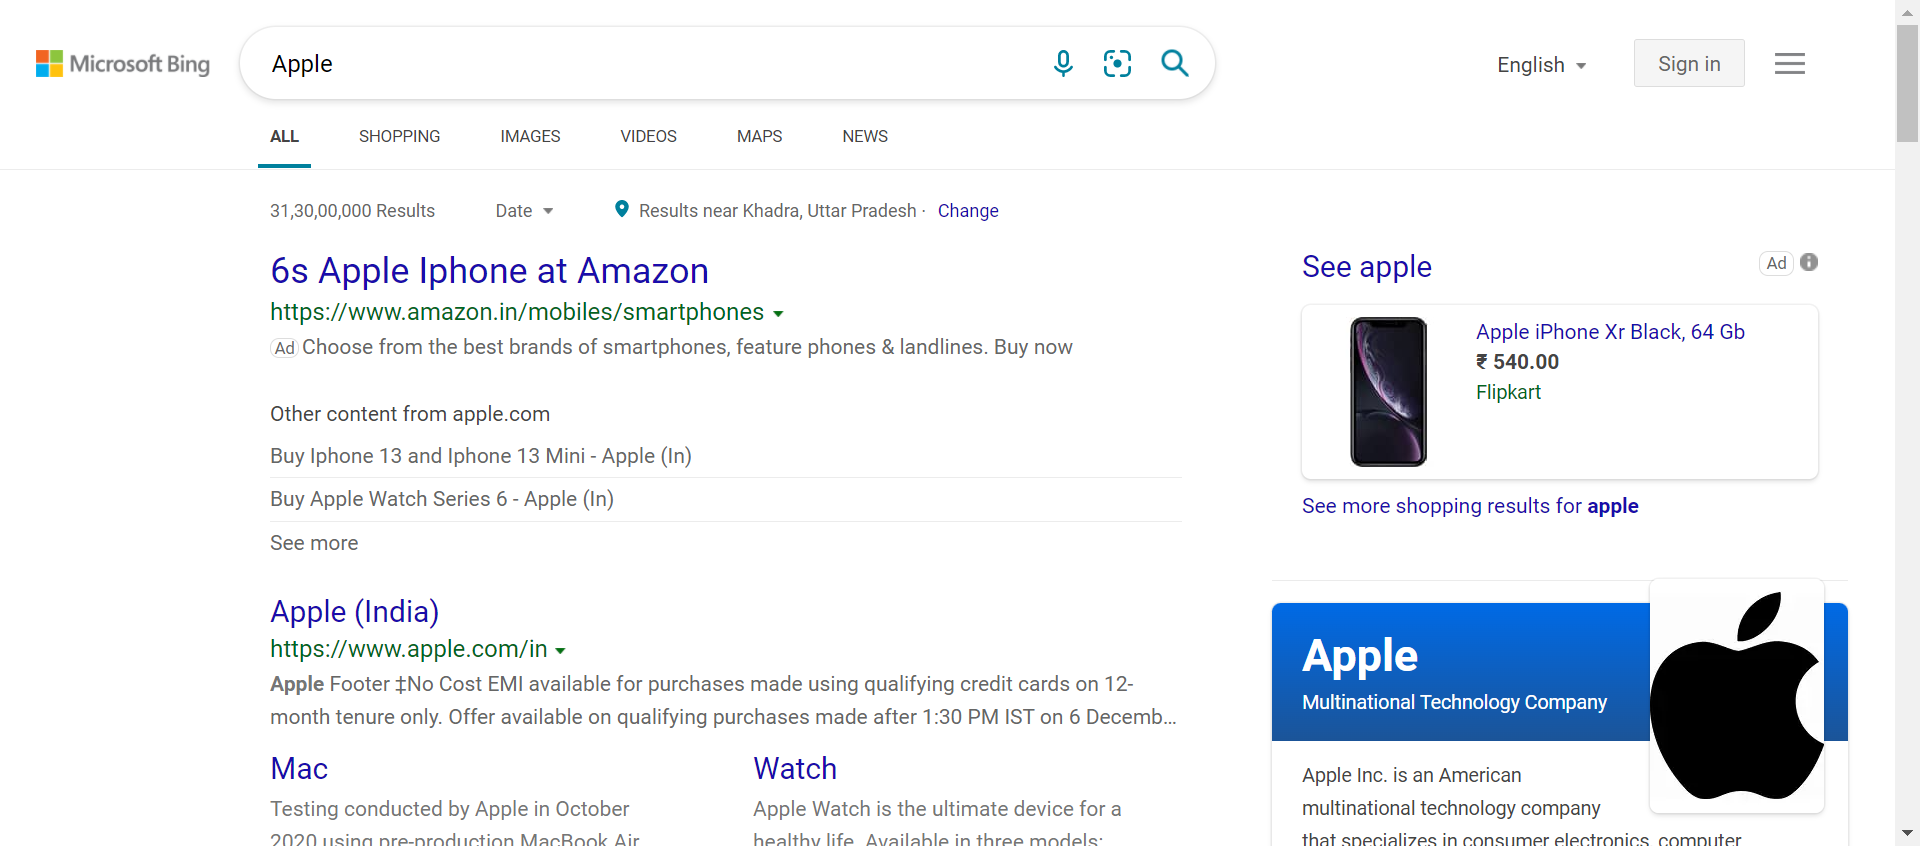 Microsoft Bing
Apple
English
Sign in
ALL SHOPPING IMAGES VIDEOS MAPS NEWS
31,30,00,000 Results Date Results near Khadra, Uttar Pradesh · Change
6s Apple Iphone at Amazon
https://www.amazon.in/mobiles/smartphones
Ad Choose from the best brands of smartphones, feature phones & landlines. Buy now
Other content from apple.com
Buy Iphone 13 and Iphone 13 Mini - Apple (In)
Buy Apple Watch Series 6 - Apple (In)
See more
Apple (India)
https://www.apple.com/in
Apple Footer ‡No Cost EMI available for purchases made using qualifying credit cards on 12-
month tenure only. Offer available on qualifying purchases made after 1:30 PM IST on 6 Decemb...
Mac
Testing conducted by Apple in October
2020 using pre-production MacBook Air
Watch
Apple Watch is the ultimate device for a
healthy life. Available in three models:
See apple
Ad
Apple iPhone Xr Black, 64 Gb
₹ 540.00
Flipkart
See more shopping results for apple
Apple
Multinational Technology Company
Apple Inc. is an American
multinational technology company
that specializes in consumer electronics, computer